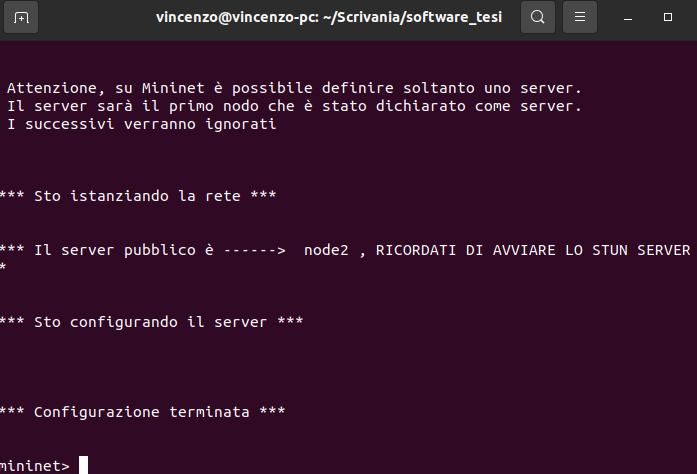 vincenzo@vincenzo-pc: ~/Scrivania/software_tesi
Attenzione, su Mininet è possibile definire soltanto uno server.
Il server sarà il primo nodo che è stato dichiarato come server.
I successivi verranno ignorati
*** Sto istanziando la rete ***
*** Il server pubblico è ------>  node2 , RICORDATI DI AVVIARE LO STUN SERVER
*
*** Sto configurando il server ***
*** Configurazione terminata ***
mininet>